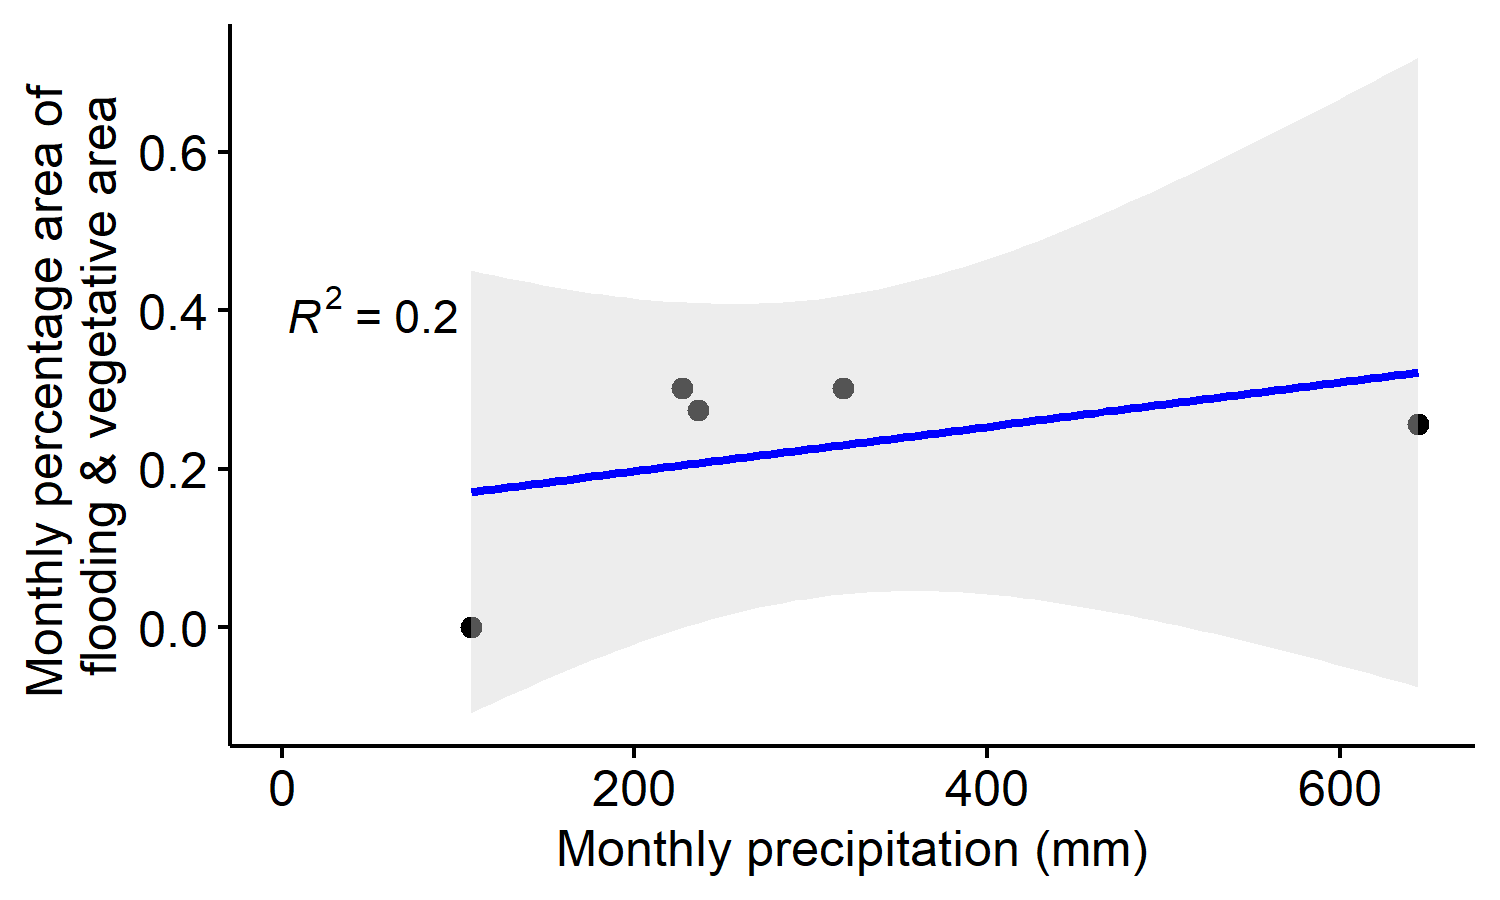 Monthly percentage area of
flooding & vegetative area
0.6
0.4
0.2
0.0
R² = 0.2
0 200 400 600
Monthly precipitation (mm)